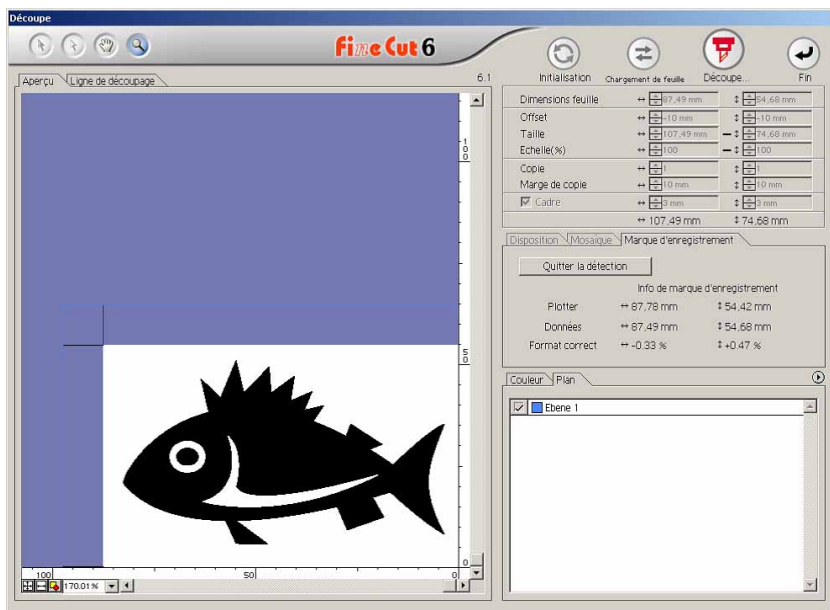 Découpe
Fine Cut 6
Initialisation Chargement de feuille Découpe... Fin
Aperçu Ligne de découpage 6.1
Dimensions feuille 87,49 mm 54,68 mm
Offset -10 mm -10 mm
Taille 107,49 mm 74,68 mm
Echelle(%) 100 100
Copie 1 1
Marge de copie 10 mm 10 mm
Cadre 3 mm 3 mm
107,49 mm 74,68 mm
Disposition Mosaïque Marque d'enregistrement
Quitter la détection
Info de marque d'enregistrement
Plotter 87,78 mm 54,42 mm
Données 87,49 mm 54,68 mm
Format correct -0.33 % +0.47 %
Couleur Plan
Ebene 1
100
50
0
100 50 0
170.01%